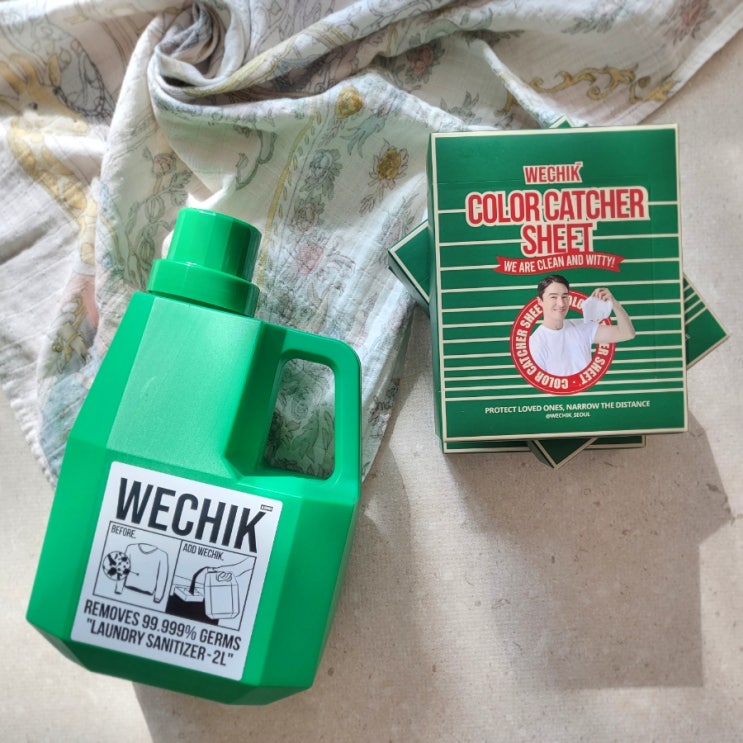 WECHIK
COLOR CATCHER
SHEET
WE ARE CLEAN AND WITTY!
COLOR CATCHER SHEET
PROTECT LOVED ONES, NARROW THE DISTANCE
@WECHIK_SEOUL
WECHIK
BEFORE.
ADD WECHIK.
REMOVES 99.999% GERMS
"LAUNDRY SANITIZER - 2L"